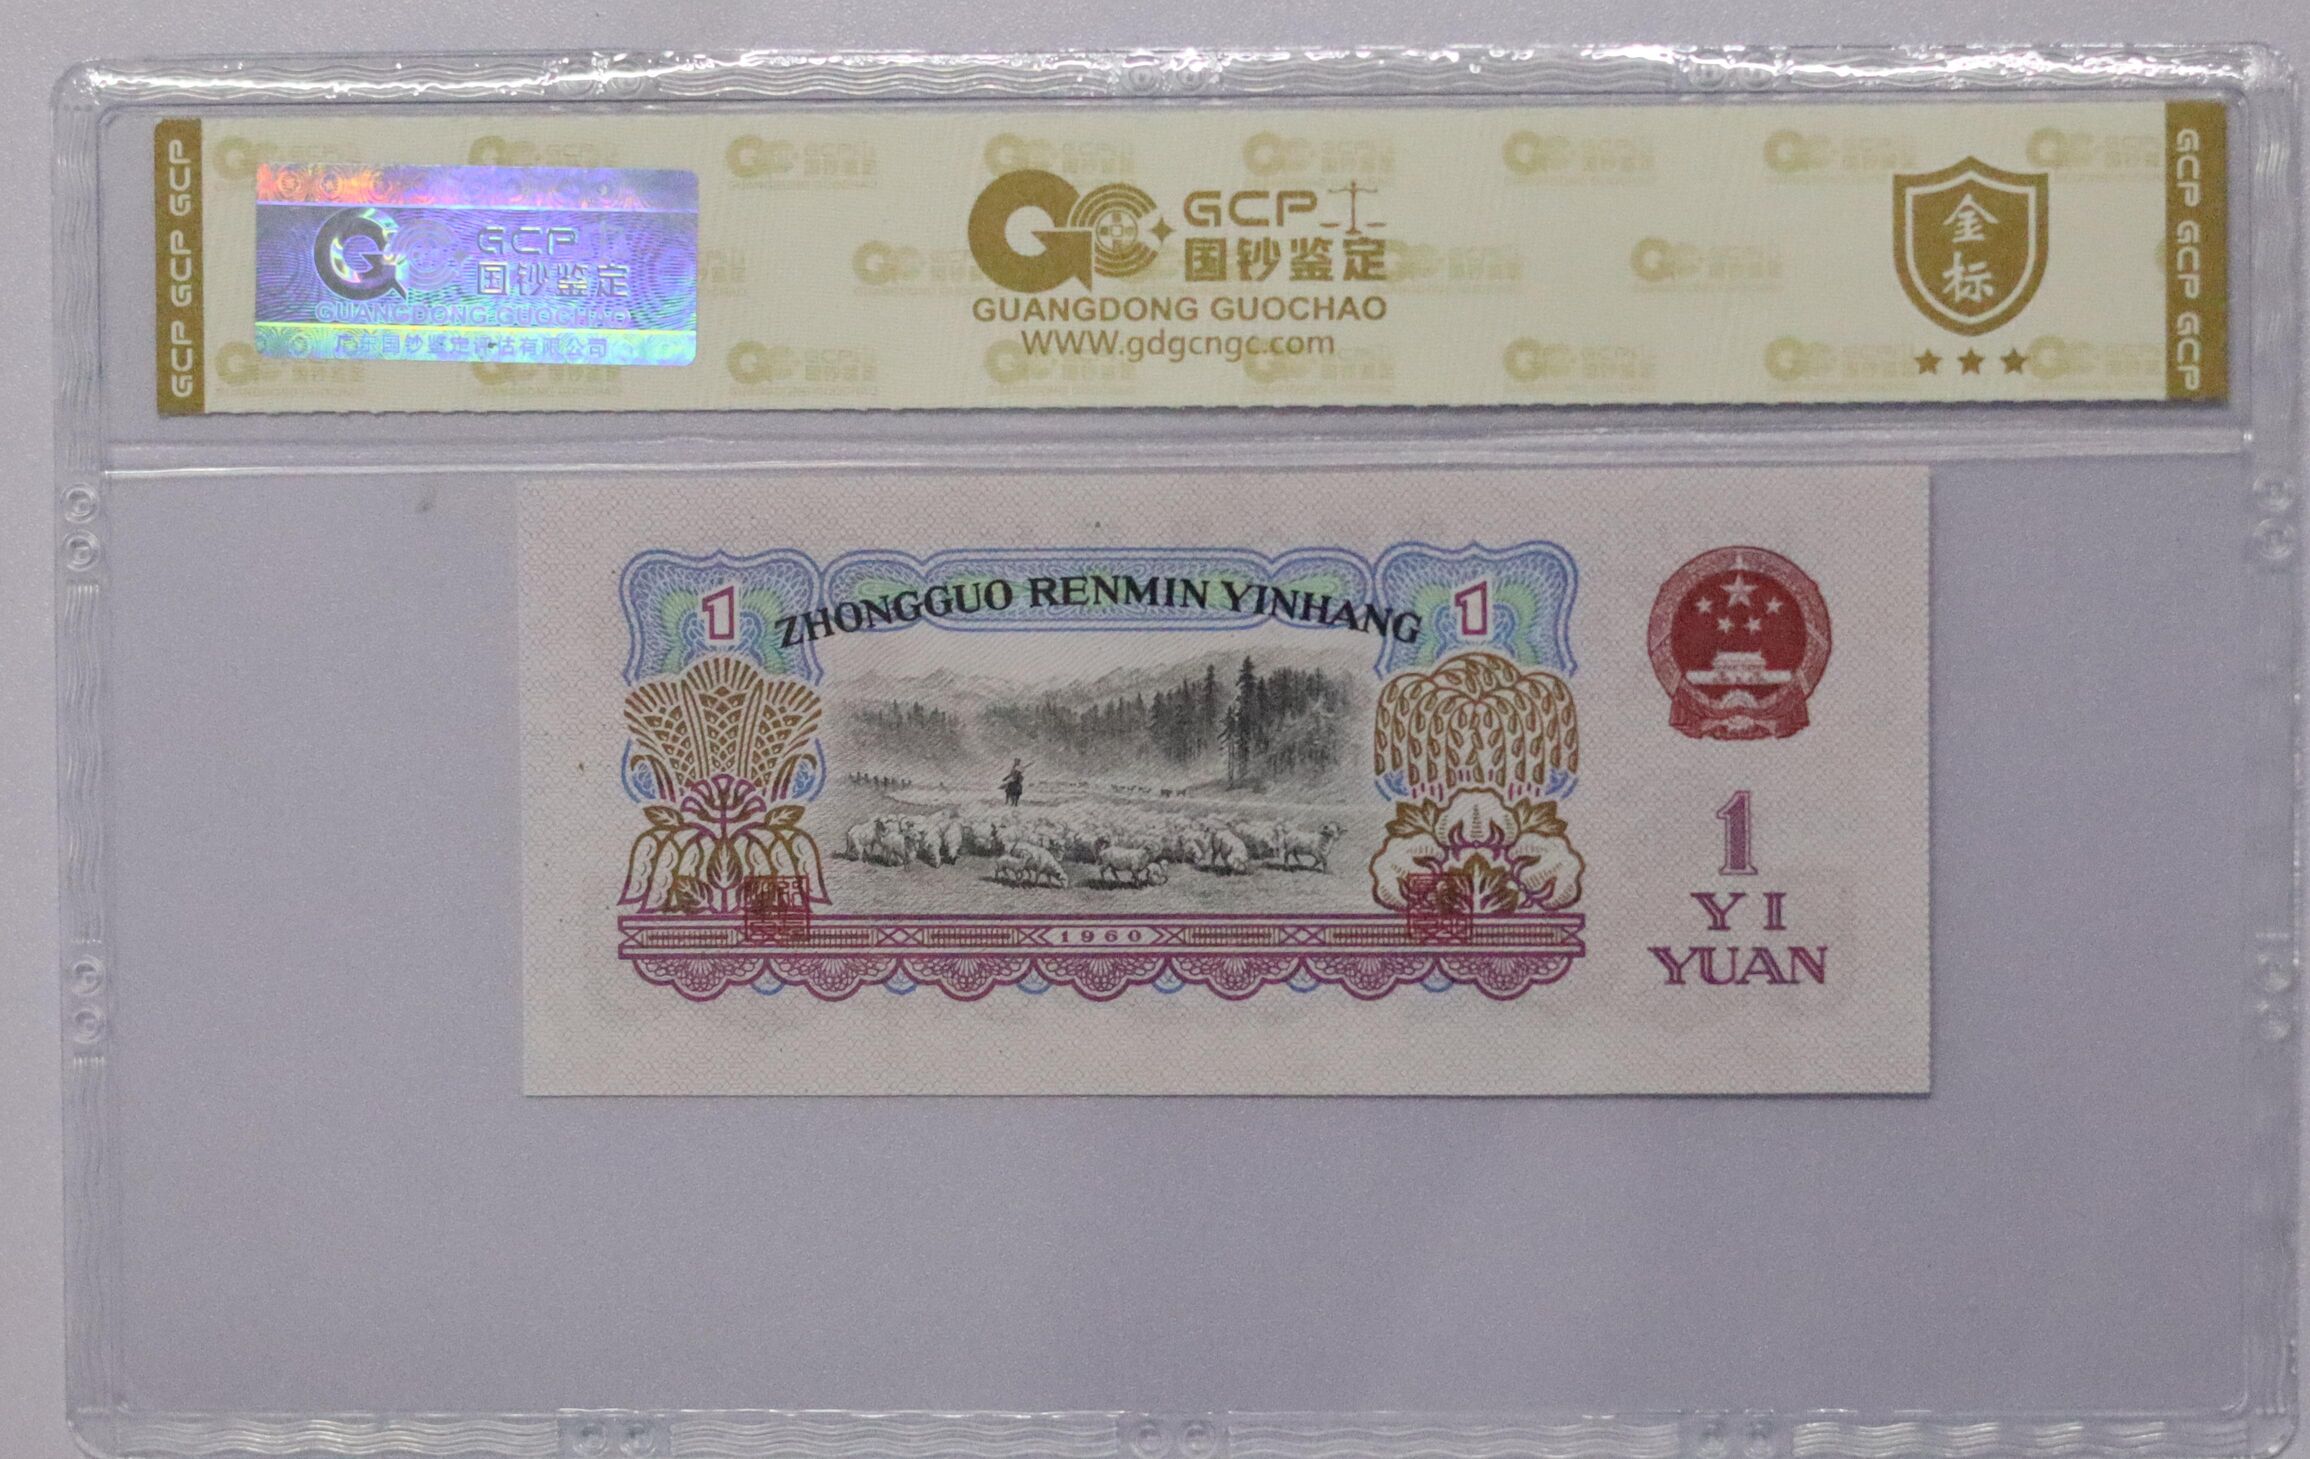 GCP GCP GCP
GCP
国钞鉴定
GUANGDONG GUOCHAO
广东国钞鉴定评估有限公司
GCP
国钞鉴定
GUANGDONG GUOCHAO
WWW.gdgcngc.com
金
标
GCP GCP GCP
1
ZHONGGUO RENMIN YINHANG
1
1960
1
YI
YUAN